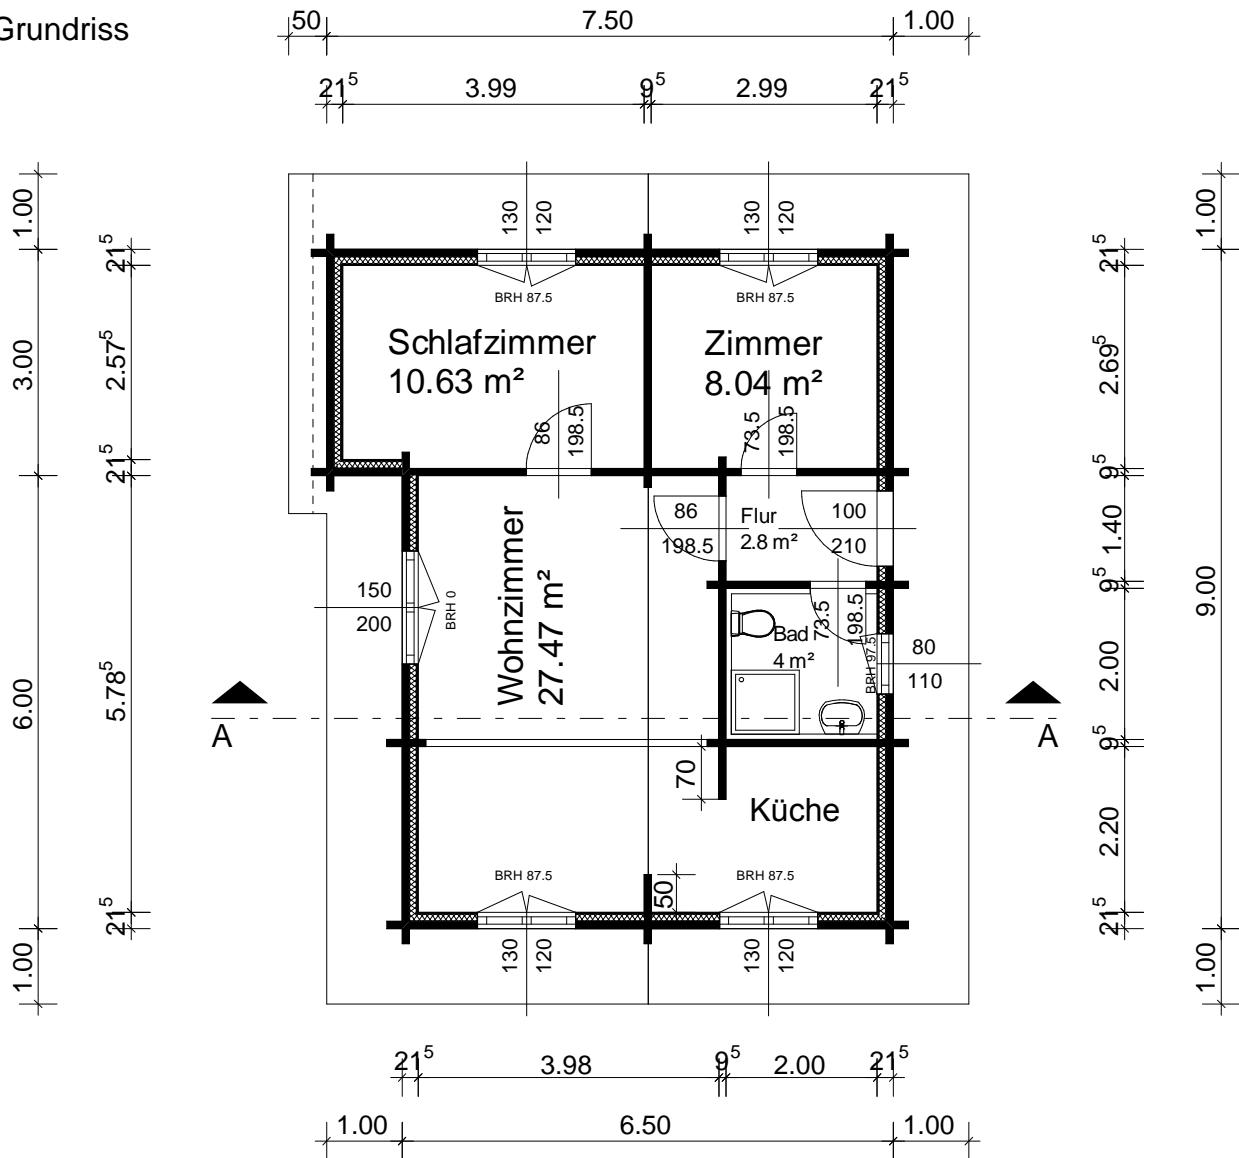 Grundriss
50 7.50 1.00
21⁵ 3.99 9⁵ 2.99 21⁵
1.00
3.00
6.00
1.00
21⁵
2.57⁵
21⁵
5.78⁵
21⁵
130 120
130 120
BRH 87.5
BRH 87.5
Schlafzimmer
10.63 m²
Zimmer
8.04 m²
86 198.5
73.5 198.5
Wohnzimmer
27.47 m²
86
198.5
Flur
2.8 m²
100
210
150
200
BRH 0
73.5 198.5
Bad
4 m²
BRH 97.5
80
110
A
A
70
Küche
50
BRH 87.5
BRH 87.5
130 120
130 120
21⁵
2.69⁵
9⁵
1.40
9⁵
2.00
9⁵
2.20
21⁵
1.00
9.00
1.00
21⁵ 3.98 9⁵ 2.00 21⁵
1.00 6.50 1.00